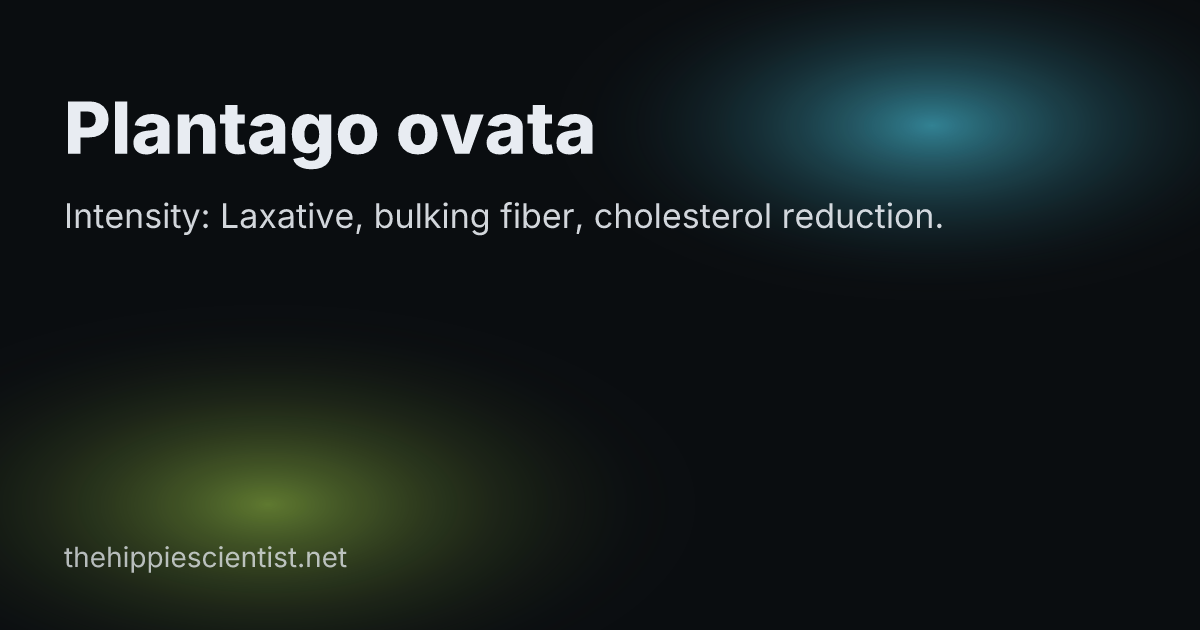 Plantago ovata
Intensity: Laxative, bulking fiber, cholesterol reduction.
thehippiescientist.net